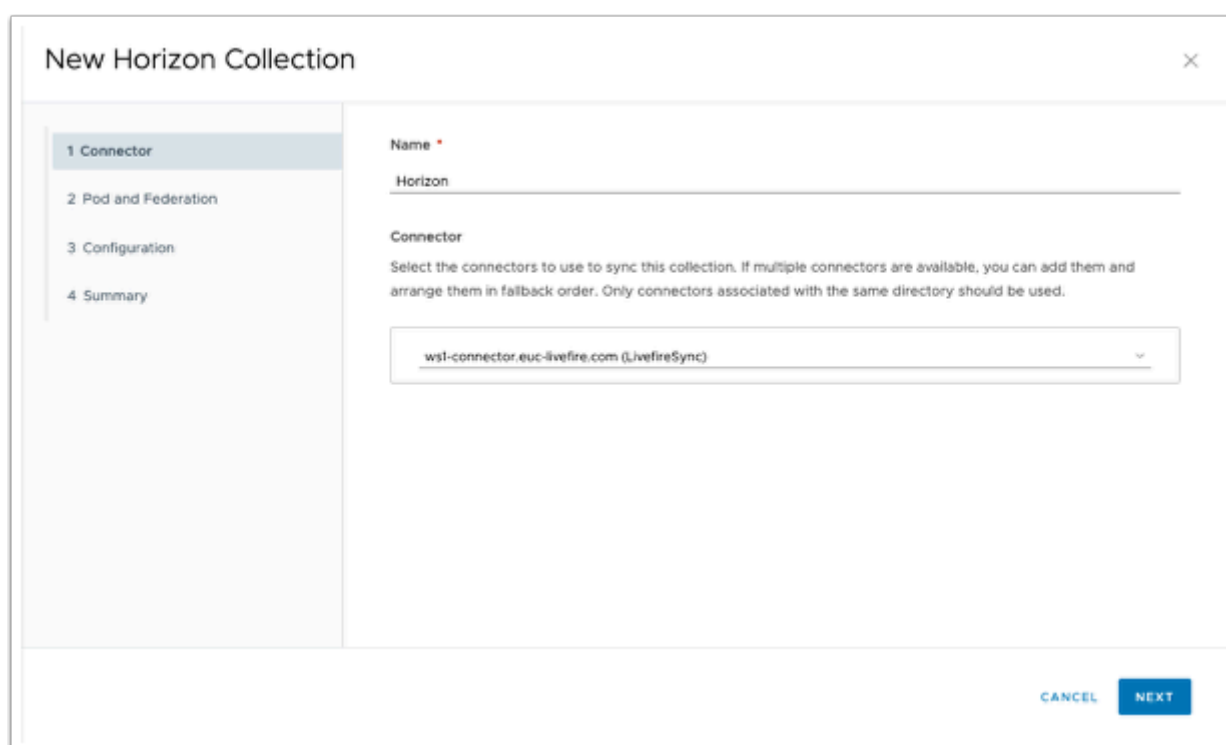 New Horizon Collection
1 Connector
2 Pod and Federation
3 Configuration
4 Summary
Name *
Horizon
Connector
Select the connectors to use to sync this collection. If multiple connectors are available, you can add them and
arrange them in fallback order. Only connectors associated with the same directory should be used.
ws1-connector.euc-livefire.com (LivefireSync)
CANCEL NEXT